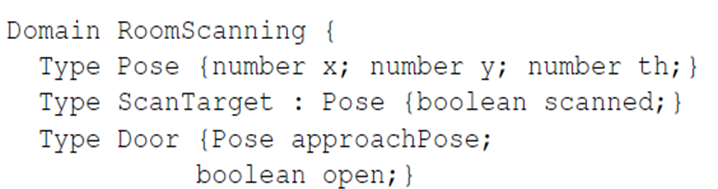 Domain RoomScanning {
  Type Pose {number x; number y; number th;}
  Type ScanTarget : Pose {boolean scanned;}
  Type Door {Pose approachPose;
             boolean open;}